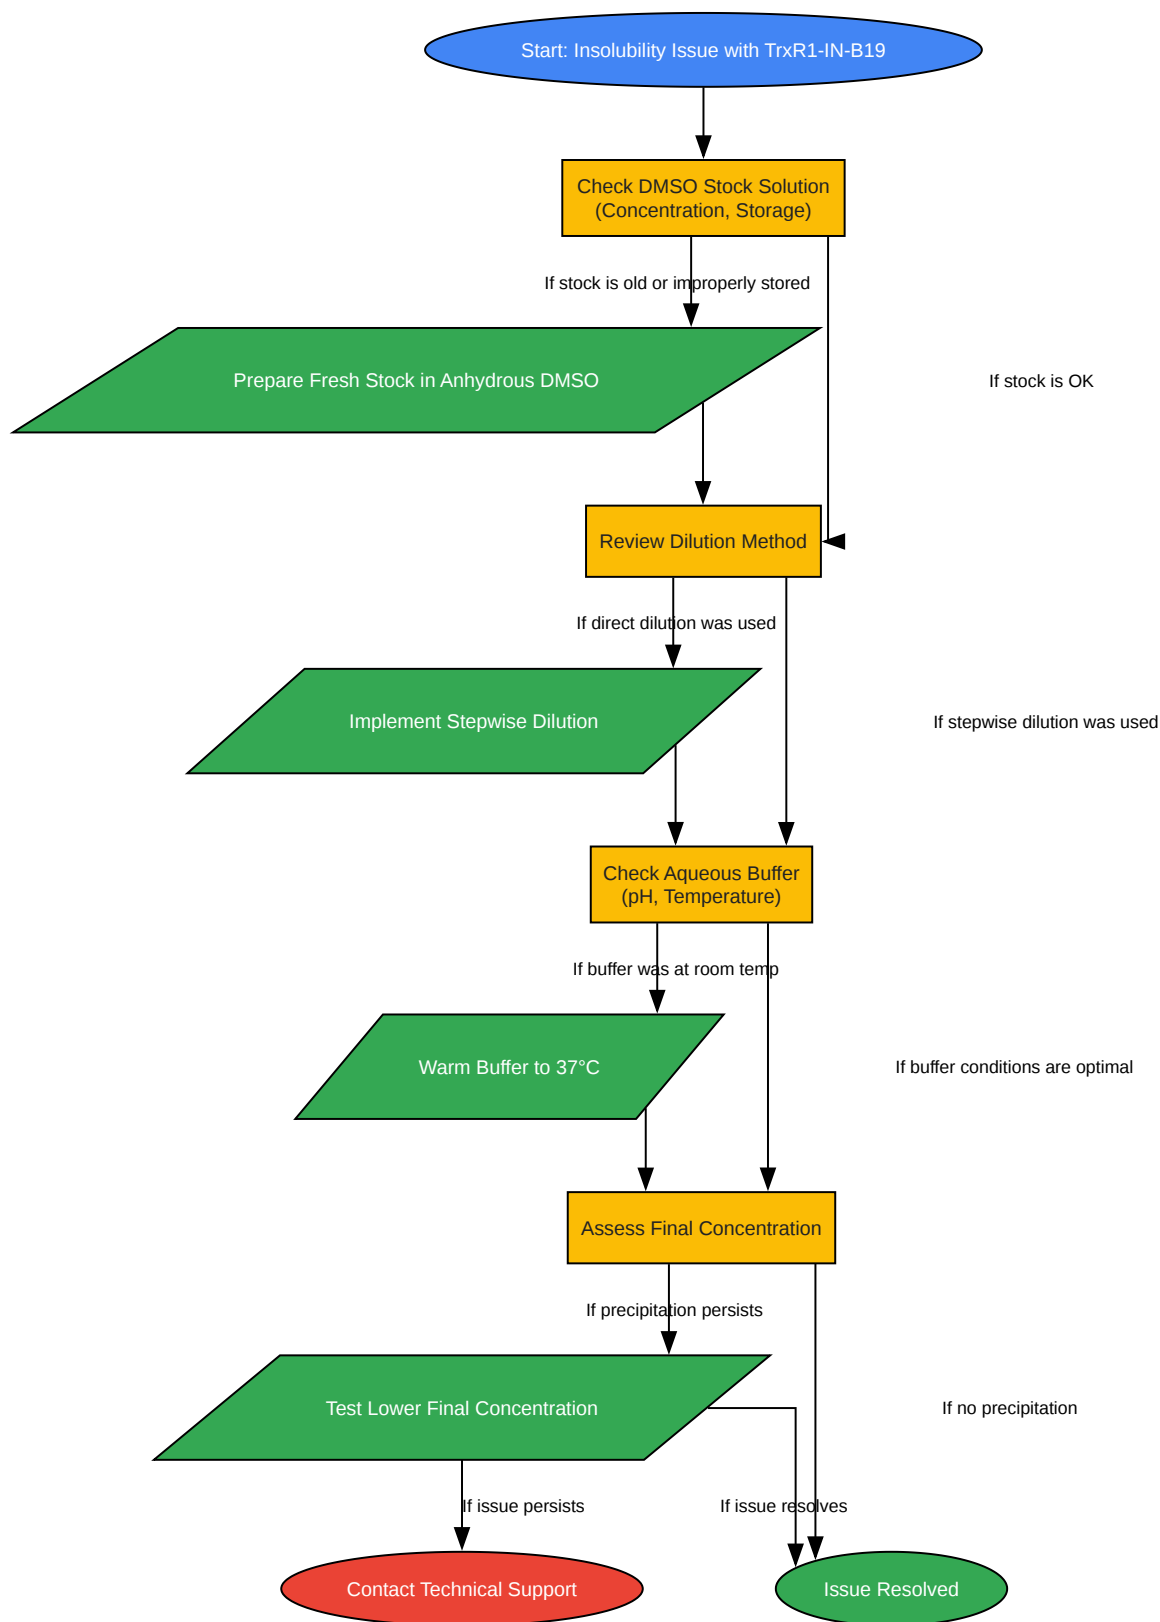 Start: Insolubility Issue with TrxR1-IN-B19
Check DMSO Stock Solution
(Concentration, Storage)
If stock is old or improperly stored
Prepare Fresh Stock in Anhydrous DMSO
If stock is OK
Review Dilution Method
If direct dilution was used
Implement Stepwise Dilution
If stepwise dilution was used
Check Aqueous Buffer
(pH, Temperature)
If buffer was at room temp
Warm Buffer to 37°C
If buffer conditions are optimal
Assess Final Concentration
If precipitation persists
Test Lower Final Concentration
If no precipitation
If issue persists
If issue resolves
Contact Technical Support
Issue Resolved